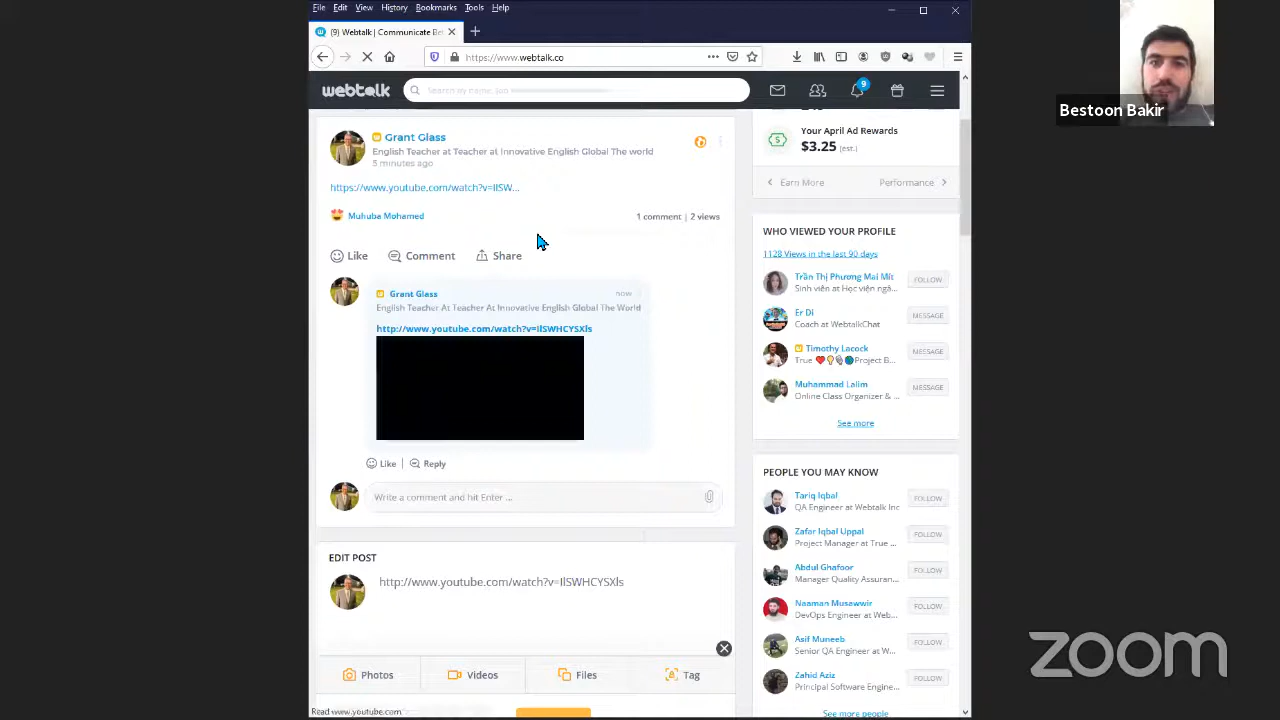 File Edit View History Bookmarks Tools Help
(9) Webtalk | Communicate Be
https://www.webtalk.co
webtalk
9
Grant Glass
English Teacher at Teacher at Innovative English Global The world
5 minutes ago
https://www.youtube.com/watch?v=IlSW...
Muhuba Mohamed
1 comment | 2 views
Like Comment Share
Grant Glass
now
English Teacher At Teacher At Innovative English Global The World
http://www.youtube.com/watch?v=IlSWHCYSXls
Like Reply
Write a comment and hit Enter ...
EDIT POST
http://www.youtube.com/watch?v=IlSWHCYSXls
Photos Videos Files Tag
Read www.youtube.com
Your April Ad Rewards
$3.25 (est.)
Earn More Performance
WHO VIEWED YOUR PROFILE
1128 Views in the last 90 days
Trần Thị Phương Mai Mít
Sinh viên at Học viện ngâ...
FOLLOW
Er Di
Coach at WebtalkChat
MESSAGE
Timothy Lacock
True Project B...
MESSAGE
Muhammad Lalim
Online Class Organizer & ...
MESSAGE
See more
PEOPLE YOU MAY KNOW
Tariq Iqbal
QA Engineer at Webtalk Inc
FOLLOW
Zafar Iqbal Uppal
Project Manager at True ...
FOLLOW
Abdul Ghafoor
Manager Quality Assuran...
FOLLOW
Naaman Musawwir
DevOps Engineer at Web...
FOLLOW
Asif Muneeb
Senior QA Engineer at W...
FOLLOW
Zahid Aziz
Principal Software Engine...
FOLLOW
See more people
Bestoon Bakir
zoom